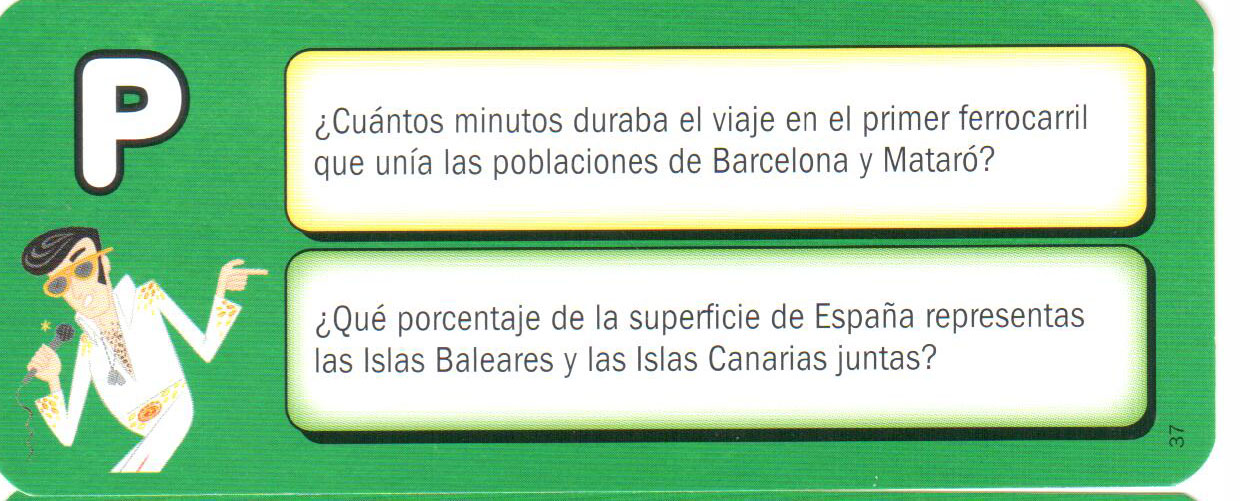 P
¿Cuántos minutos duraba el viaje en el primer ferrocarril
que unía las poblaciones de Barcelona y Mataró?
¿Qué porcentaje de la superficie de España representas
las Islas Baleares y las Islas Canarias juntas?
37